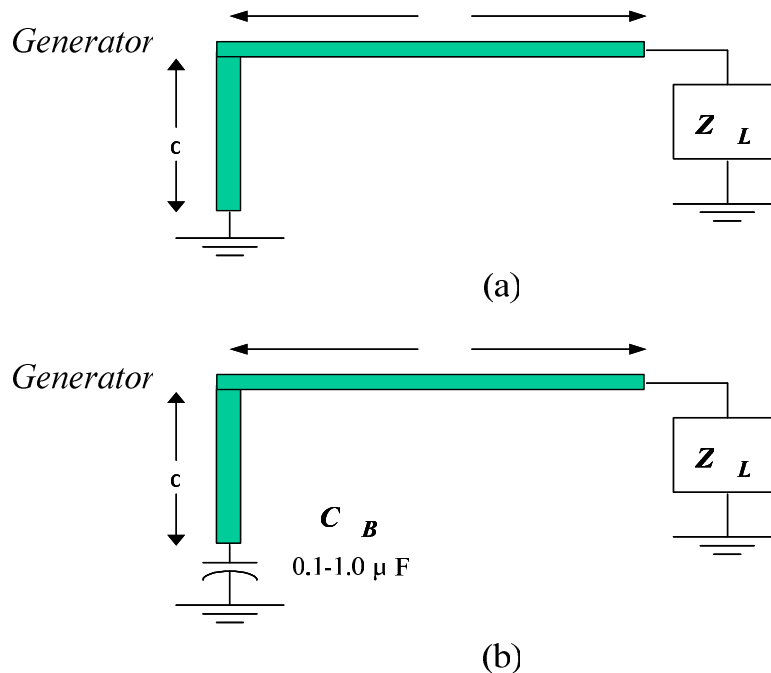 Generator
c
Z L
(a)
Generator
c
Z L
C B
0.1-1.0 µ F
(b)